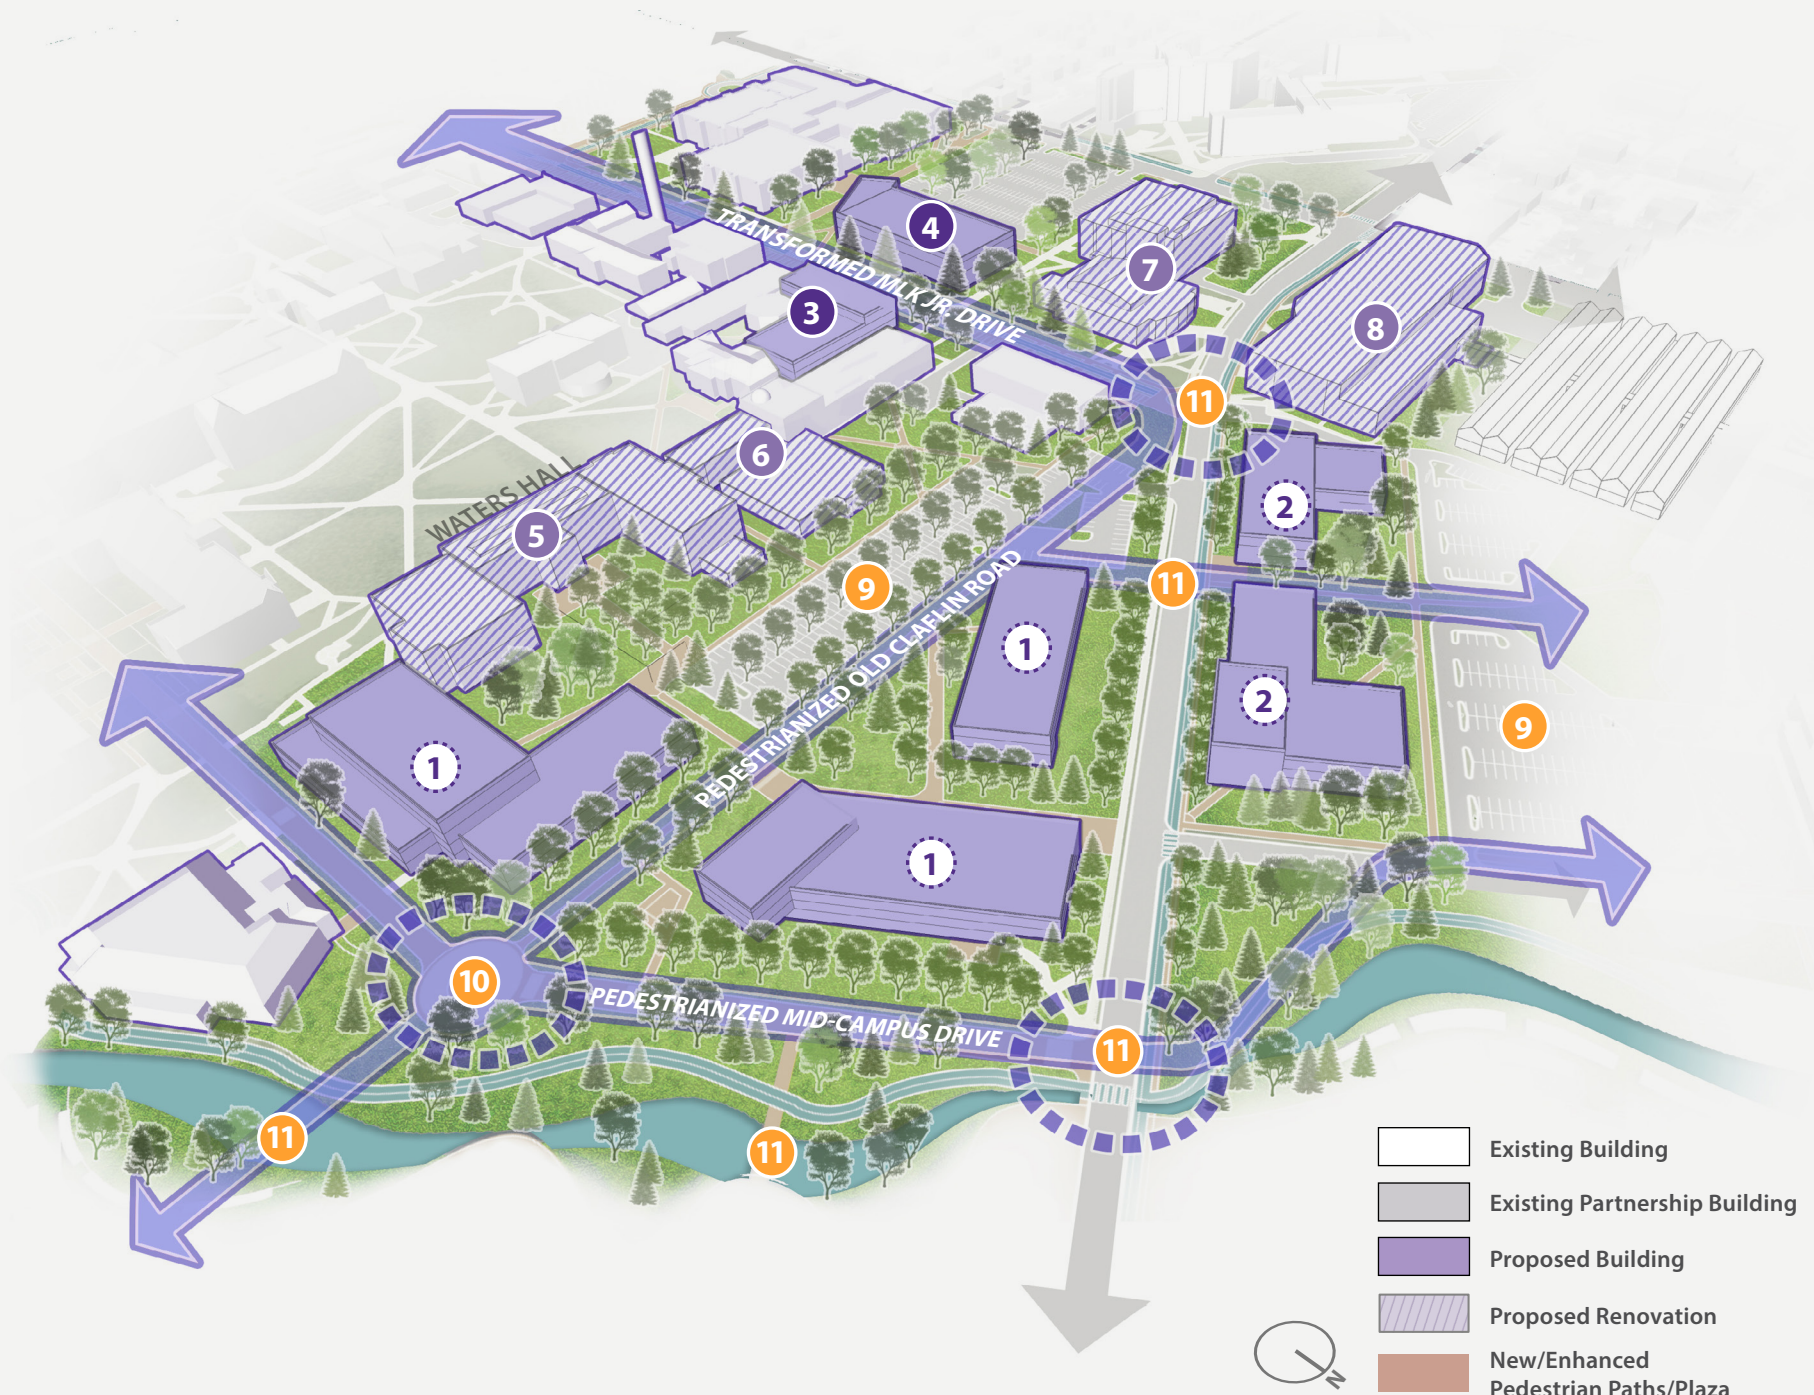 4
TRANSFORMED MLK JR. DRIVE
7
3
8
11
6
WATERS HALL
5
2
9
11
PEDESTRIANIZED OLD CLAFLIN ROAD
1
2
9
1
1
10
PEDESTRIANIZED MID-CAMPUS DRIVE
11
11
11
Existing Building
Existing Partnership Building
Proposed Building
Proposed Renovation
New/Enhanced
Pedestrian Paths/Plaza
N